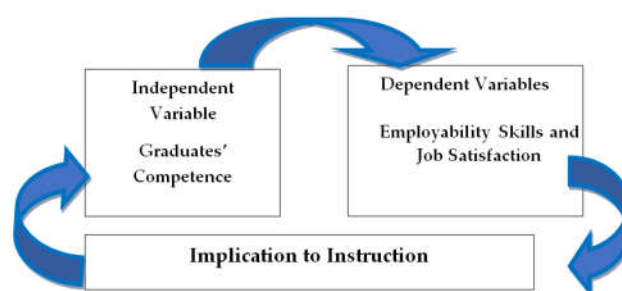 Independent
Variable
Graduates’
Competence
Dependent Variables
Employability Skills and
Job Satisfaction
Implication to Instruction